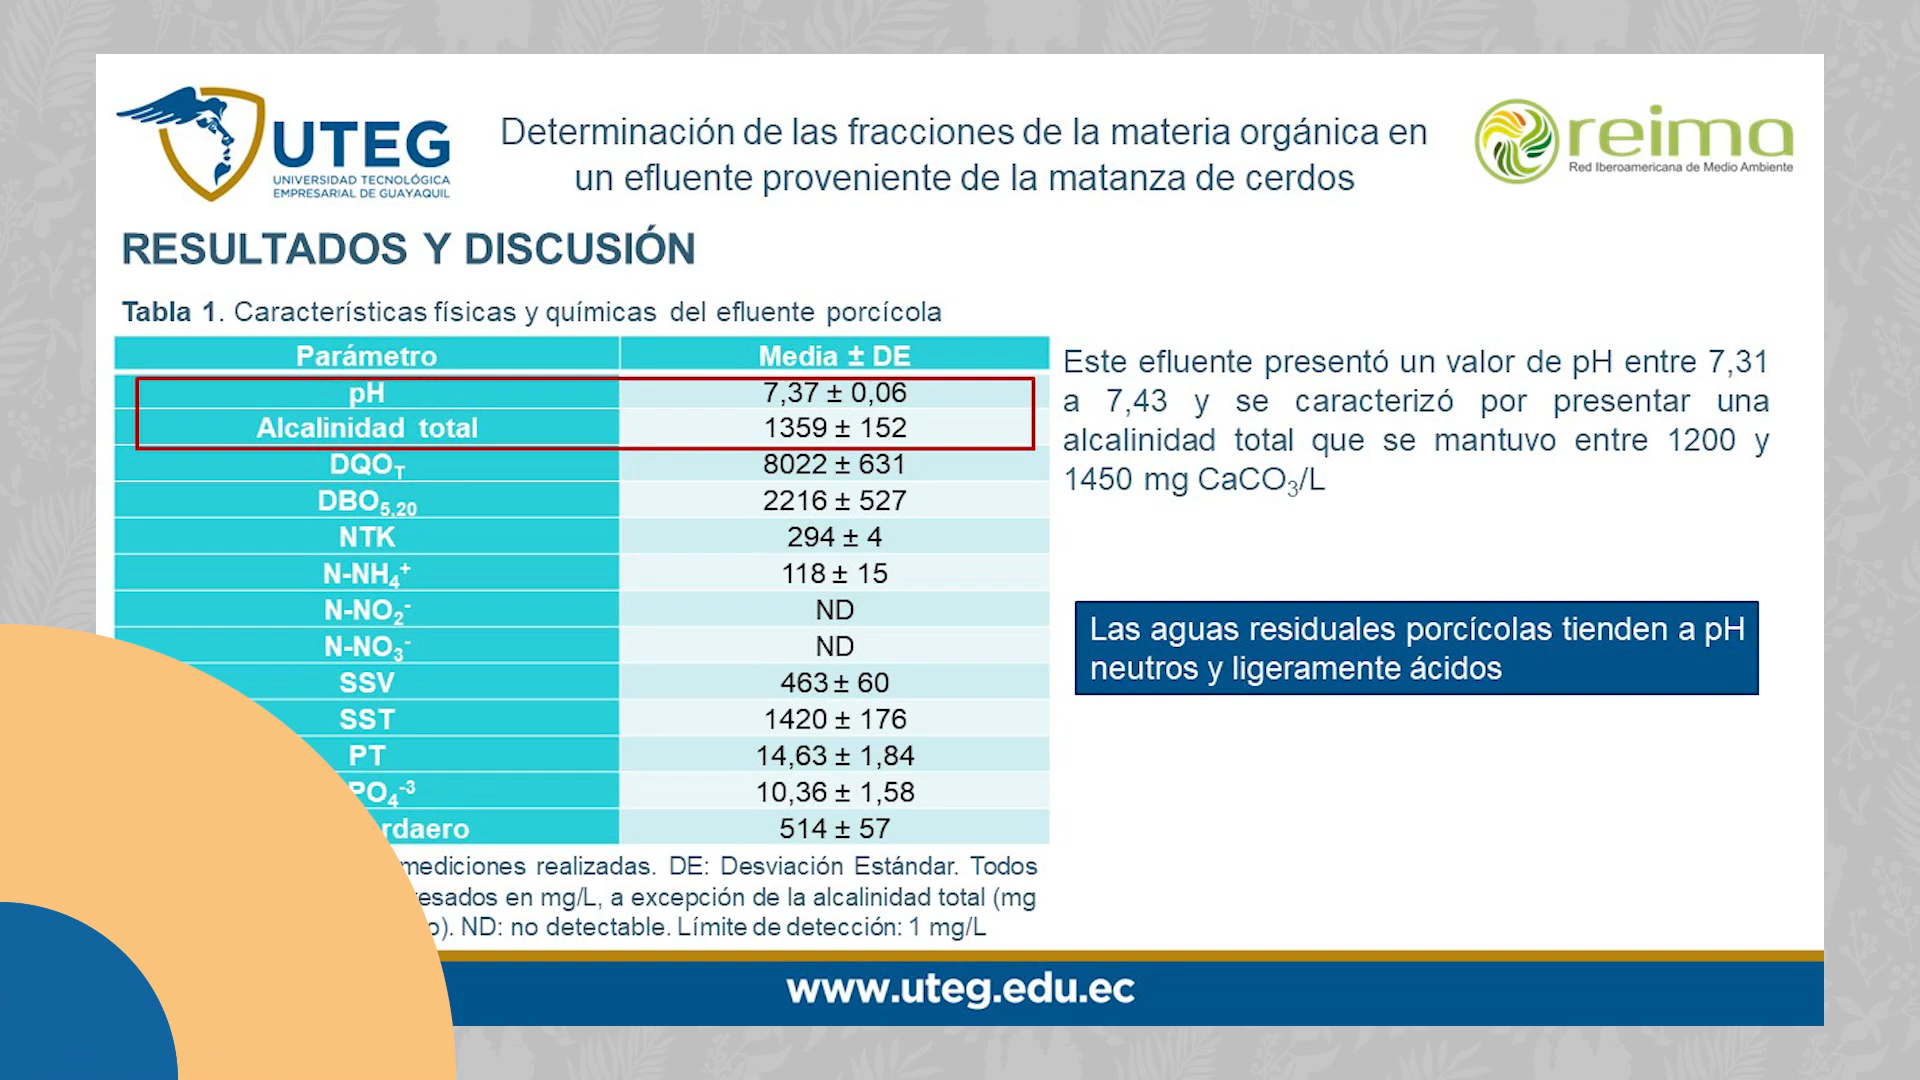 UTEG
UNIVERSIDAD TECNOLÓGICA
EMPRESARIAL DE GUAYAQUIL
Determinación de las fracciones de la materia orgánica en
un efluente proveniente de la matanza de cerdos
reima
Red Iberoamericana de Medio Ambiente
RESULTADOS Y DISCUSIÓN
Tabla 1. Características físicas y químicas del efluente porcícola
Parámetro Media ± DE
pH 7,37 ± 0,06
Alcalinidad total 1359 ± 152
DQO_T 8022 ± 631
DBO_5,20 2216 ± 527
NTK 294 ± 4
N-NH₄⁺ 118 ± 15
N-NO₂⁻ ND
N-NO₃⁻ ND
SSV 463 ± 60
SST 1420 ± 176
PT 14,63 ± 1,84
PO₄⁻³ 10,36 ± 1,58
514 ± 57
mediciones realizadas. DE: Desviación Estándar. Todos
en mg/L, a excepción de la alcalinidad total (mg
ND: no detectable. Límite de detección: 1 mg/L
Este efluente presentó un valor de pH entre 7,31
a 7,43 y se caracterizó por presentar una
alcalinidad total que se mantuvo entre 1200 y
1450 mg CaCO₃/L
Las aguas residuales porcícolas tienden a pH
neutros y ligeramente ácidos
www.uteg.edu.ec